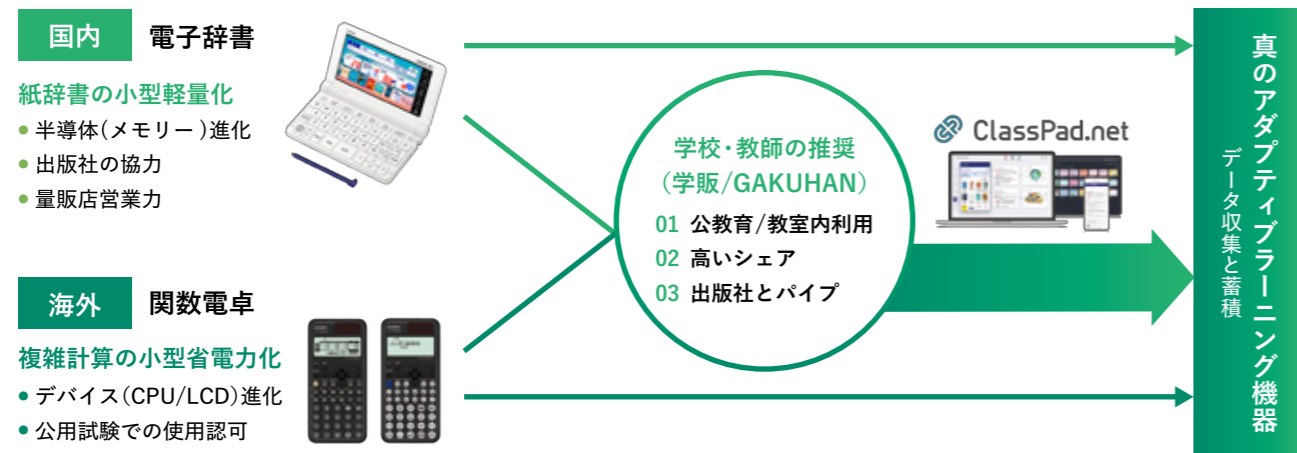 国内 電子辞書
紙辞書の小型軽量化
• 半導体(メモリー)進化
• 出版社の協力
• 量販店営業力
海外 関数電卓
複雑計算の小型省電力化
• デバイス(CPU/LCD)進化
• 公用試験での使用認可
学校・教師の推奨
(学販/GAKUHAN)
01 公教育/教室内利用
02 高いシェア
03 出版社とパイプ
ClassPad.net
真のアダプティブラーニング機器
データ収集と蓄積